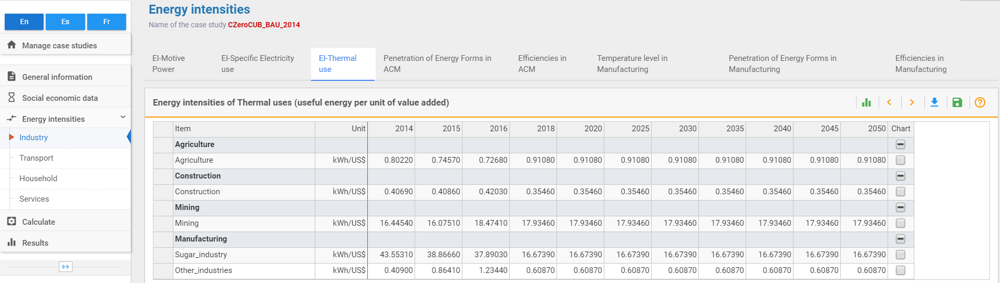 Energy intensities
Name of the case study CZeroCUB_BAU_2014
En Es Fr
Manage case studies
General information
Social economic data
Energy intensities
Industry
Transport
Household
Services
Calculate
Results
EI-Motive
Power
EI-Specific Electricity
use
EI-Thermal
use
Penetration of Energy Forms in
ACM
Efficiencies in
ACM
Temperature level in
Manufacturing
Penetration of Energy Forms in
Manufacturing
Efficiencies in
Manufacturing
Energy intensities of Thermal uses (useful energy per unit of value added)
Item Unit 2014 2015 2016 2018 2020 2025 2030 2035 2040 2045 2050 Chart
Agriculture
Agriculture kWh/US$ 0.80220 0.74570 0.72680 0.91080 0.91080 0.91080 0.91080 0.91080 0.91080 0.91080 0.91080
Construction
Construction kWh/US$ 0.40690 0.40860 0.42030 0.35460 0.35460 0.35460 0.35460 0.35460 0.35460 0.35460 0.35460
Mining
Mining kWh/US$ 16.44540 16.07510 18.47410 17.93460 17.93460 17.93460 17.93460 17.93460 17.93460 17.93460 17.93460
Manufacturing
Sugar_industry kWh/US$ 43.55310 38.86660 37.89030 16.67390 16.67390 16.67390 16.67390 16.67390 16.67390 16.67390 16.67390
Other_industries kWh/US$ 0.40900 0.86410 1.23440 0.60870 0.60870 0.60870 0.60870 0.60870 0.60870 0.60870 0.60870